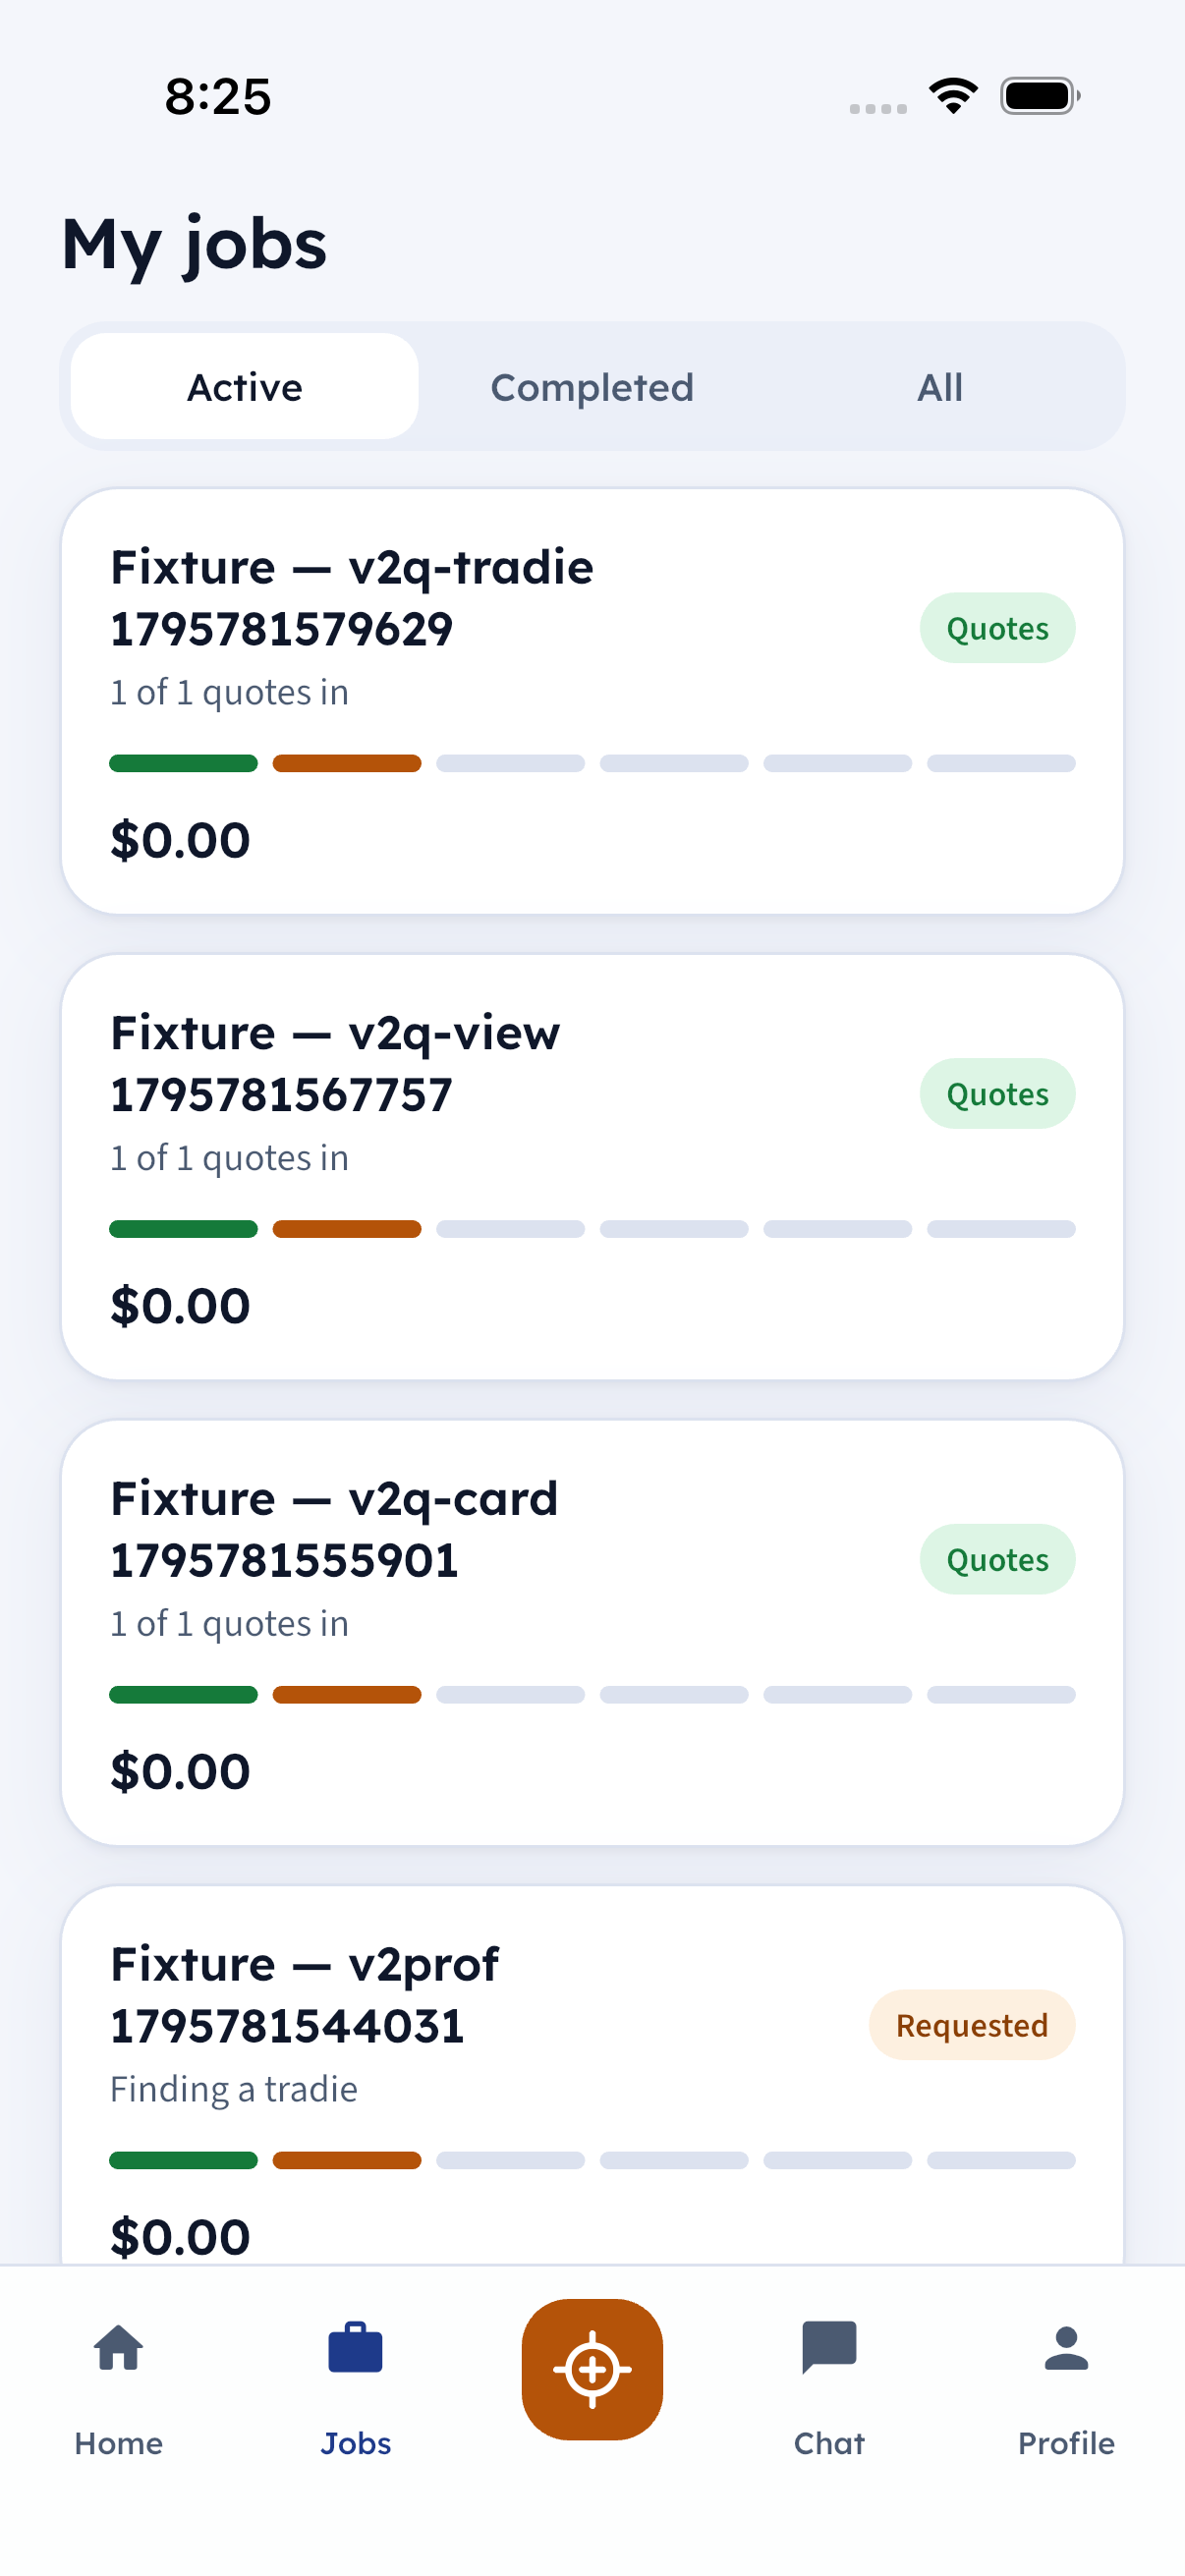 8:25
My jobs
Active
Completed
All
Fixture — v2q-tradie
1795781579629
Quotes
1 of 1 quotes in
$0.00
Fixture — v2q-view
1795781567757
Quotes
1 of 1 quotes in
$0.00
Fixture — v2q-card
1795781555901
Quotes
1 of 1 quotes in
$0.00
Fixture — v2prof
1795781544031
Requested
Finding a tradie
$0.00
Home
Jobs
Chat
Profile